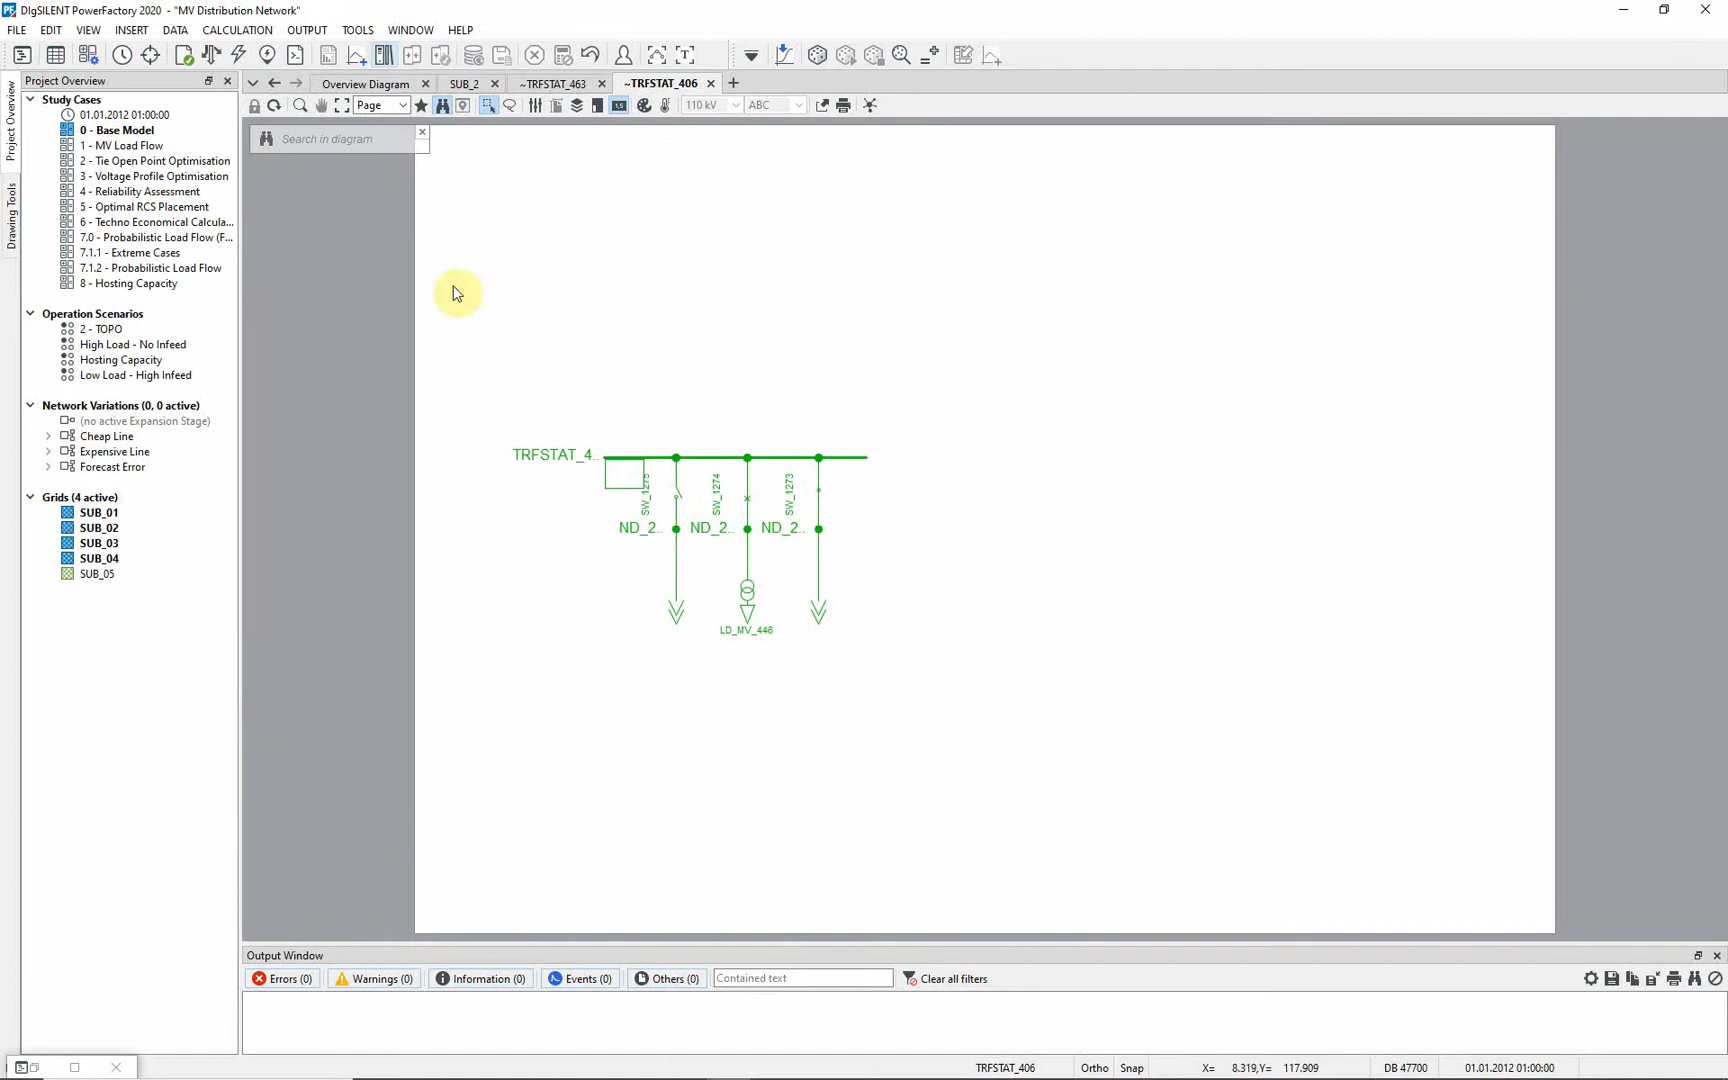 DIgSILENT PowerFactory 2020 - "MV Distribution Network"
FILE EDIT VIEW INSERT DATA CALCULATION OUTPUT TOOLS WINDOW HELP
Project Overview
Overview Diagram SUB_2 ~TRFSTAT_463 ~TRFSTAT_406
Page 110 kV ABC
Search in diagram
Project Overview
Drawing Tools
Study Cases
01.01.2012 01:00:00
0 - Base Model
1 - MV Load Flow
2 - Tie Open Point Optimisation
3 - Voltage Profile Optimisation
4 - Reliability Assessment
5 - Optimal RCS Placement
6 - Techno Economical Calcula...
7.0 - Probabilistic Load Flow (F...
7.1.1 - Extreme Cases
7.1.2 - Probabilistic Load Flow
8 - Hosting Capacity
Operation Scenarios
2 - TOPO
High Load - No Infeed
Hosting Capacity
Low Load - High Infeed
Network Variations (0, 0 active)
(no active Expansion Stage)
Cheap Line
Expensive Line
Forecast Error
Grids (4 active)
SUB_01
SUB_02
SUB_03
SUB_04
SUB_05
TRFSTAT_4..
SW_1275 SW_1274 SW_1273
ND_2.. ND_2.. ND_2..
LD_MV_446
Output Window
Errors (0) Warnings (0) Information (0) Events (0) Others (0) Contained text Clear all filters
TRFSTAT_406 Ortho Snap X= 8.319,Y= 117.909 DB 47700 01.01.2012 01:00:00